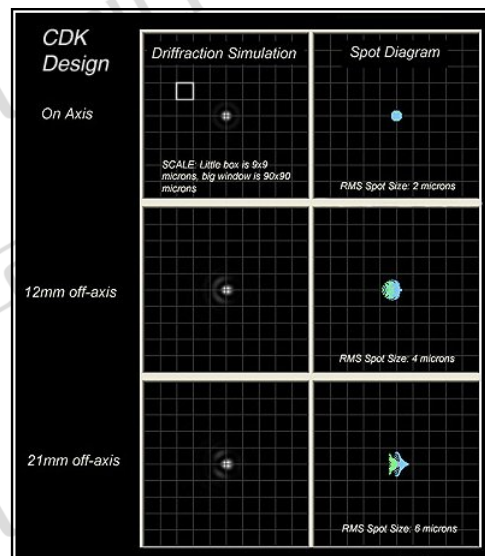 CDK
Design
Driffraction Simulation
Spot Diagram
On Axis
SCALE: Little box is 9x9
microns, big window is 90x90
microns
RMS Spot Size: 2 microns
12mm off-axis
RMS Spot Size: 4 microns
21mm off-axis
RMS Spot Size: 6 microns